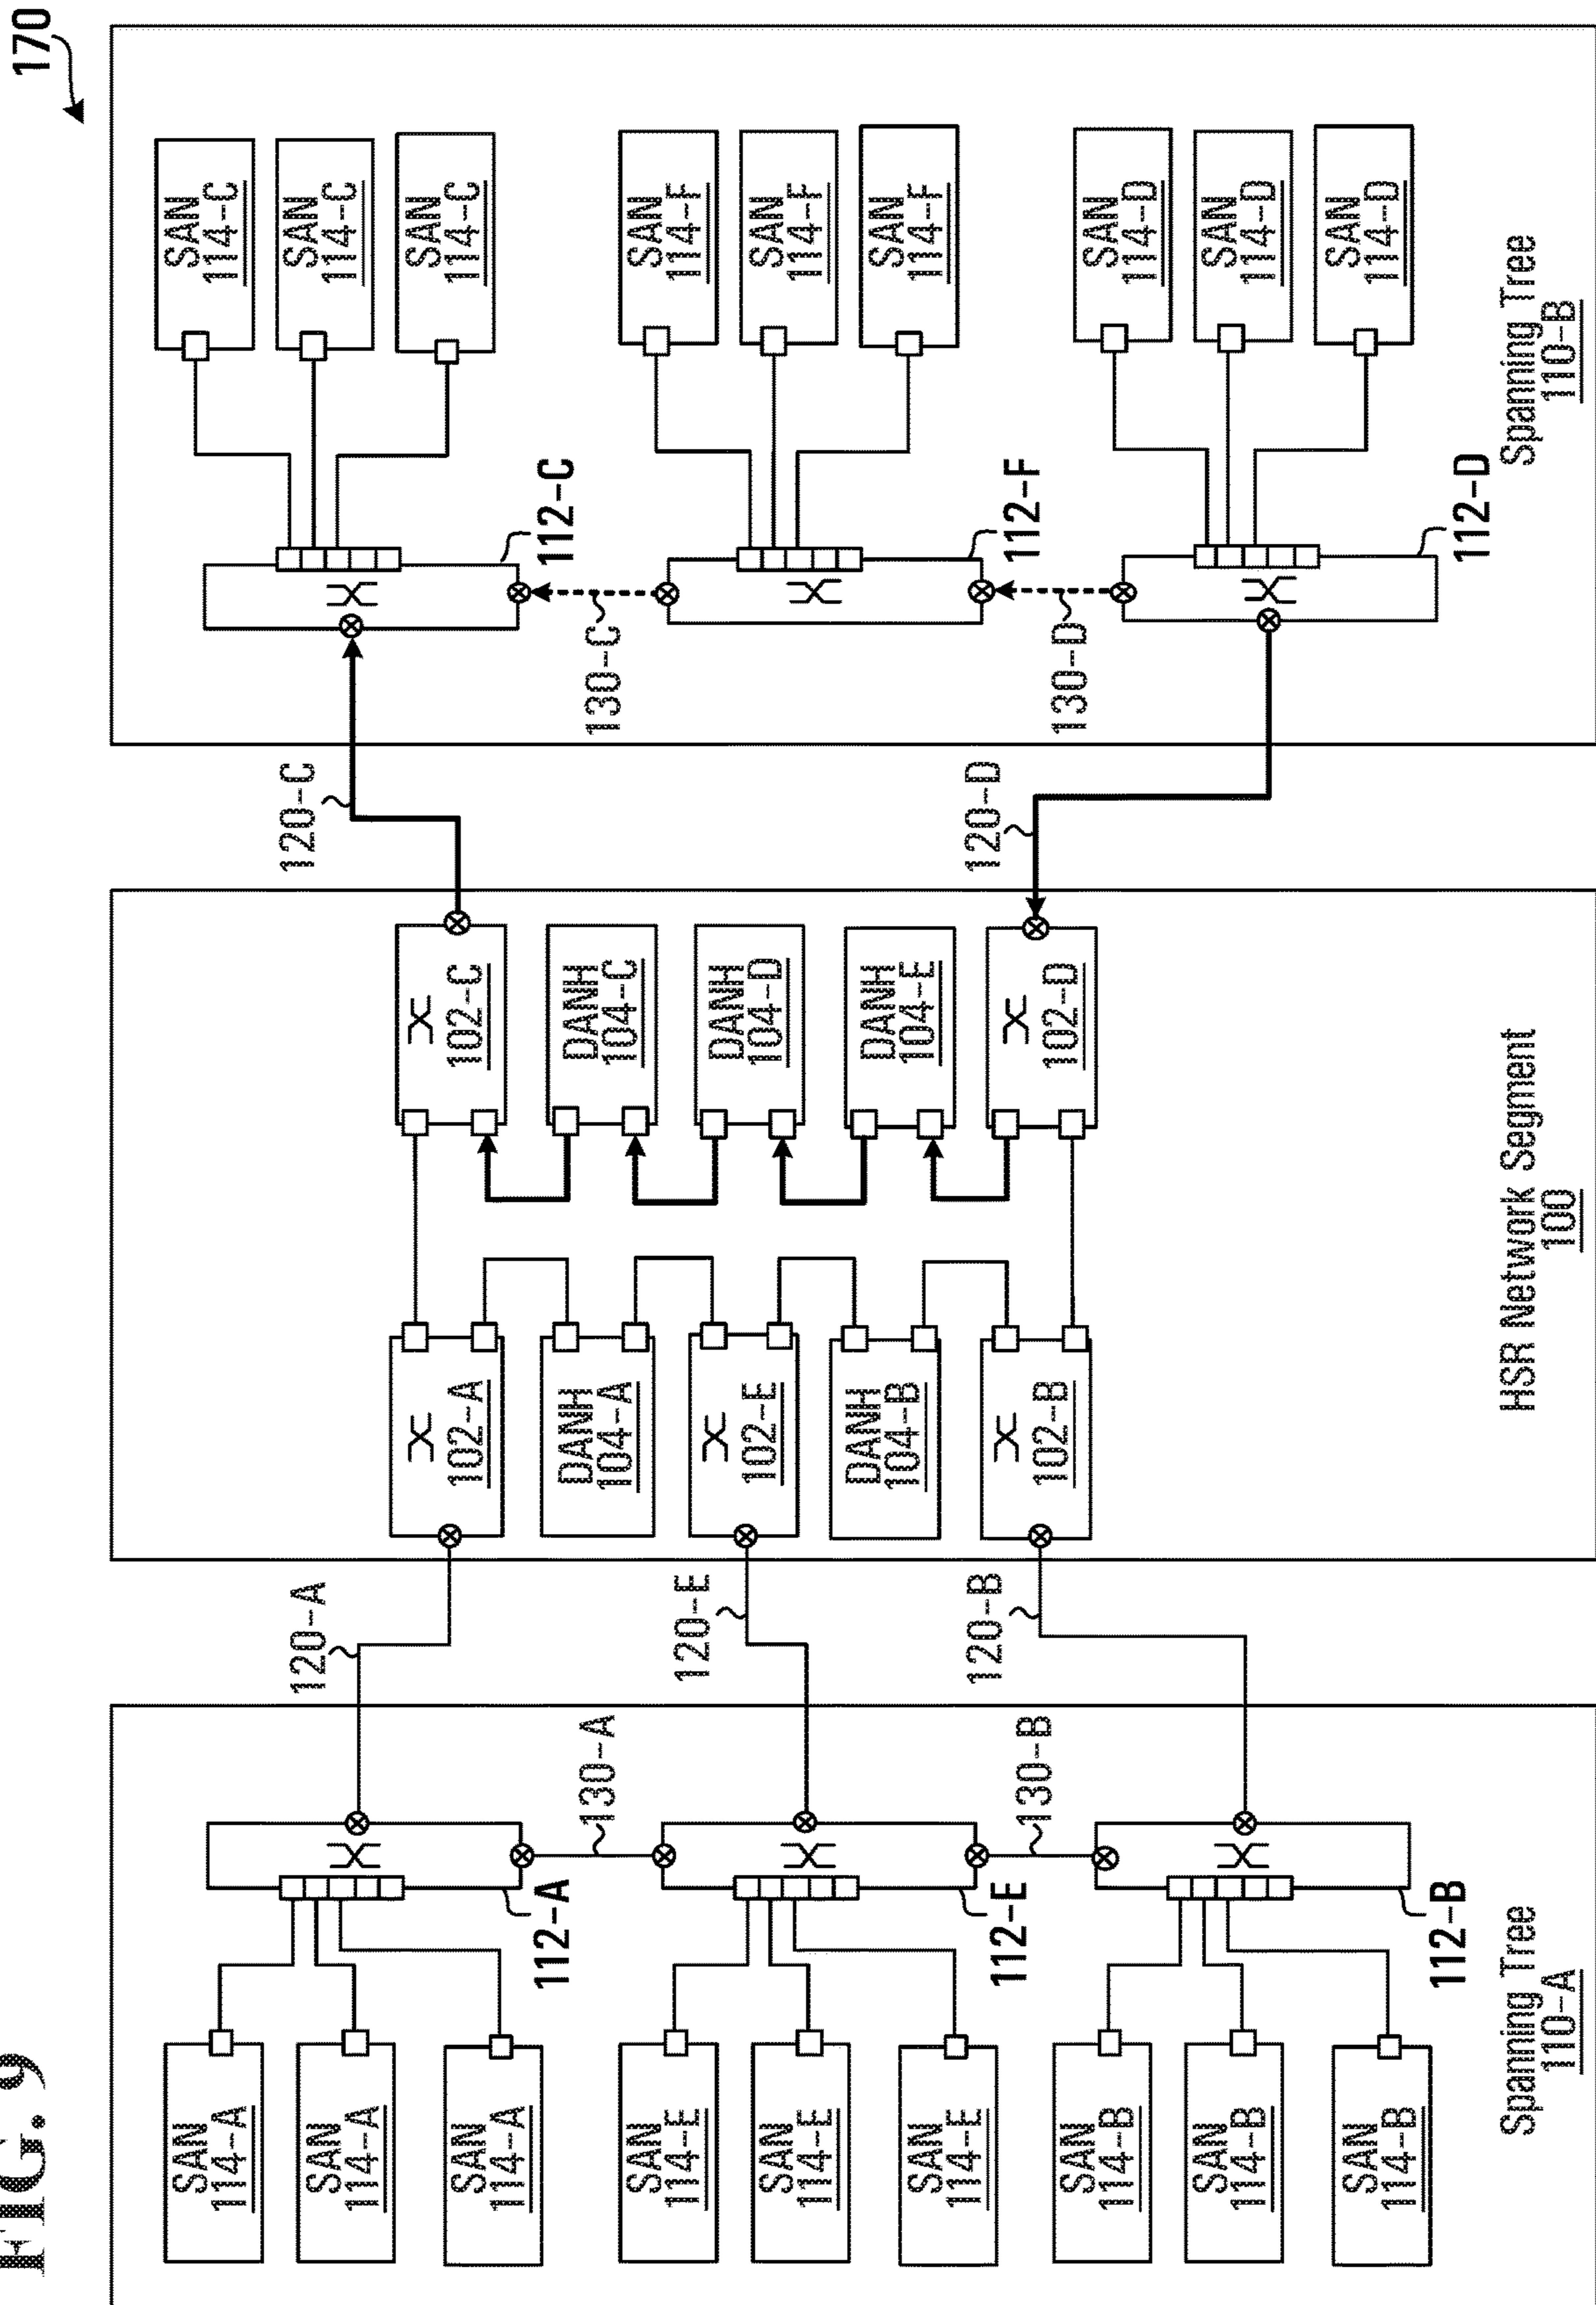 FIG. 9
170
SAN
114-A
SAN
114-A
SAN
114-A
SAN
114-E
SAN
114-E
SAN
114-E
SAN
114-B
SAN
114-B
SAN
114-B
112-A
112-E
112-B
130-A
130-B
Spanning Tree
110-A
120-A
120-E
120-B
102-A
DANH
104-A
102-E
DANH
104-B
102-B
102-C
DANH
104-C
DANH
104-D
DANH
104-E
102-D
HSR Network Segment
100
120-C
120-D
130-C
130-D
112-C
112-F
112-D
SAN
114-C
SAN
114-C
SAN
114-C
SAN
114-F
SAN
114-F
SAN
114-F
SAN
114-D
SAN
114-D
SAN
114-D
Spanning Tree
110-B